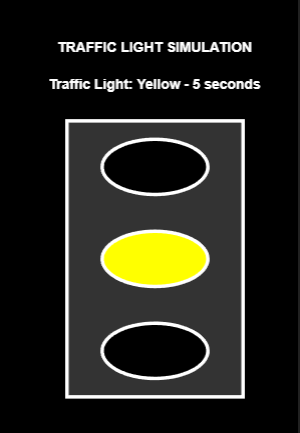 TRAFFIC LIGHT SIMULATION
Traffic Light: Yellow - 5 seconds